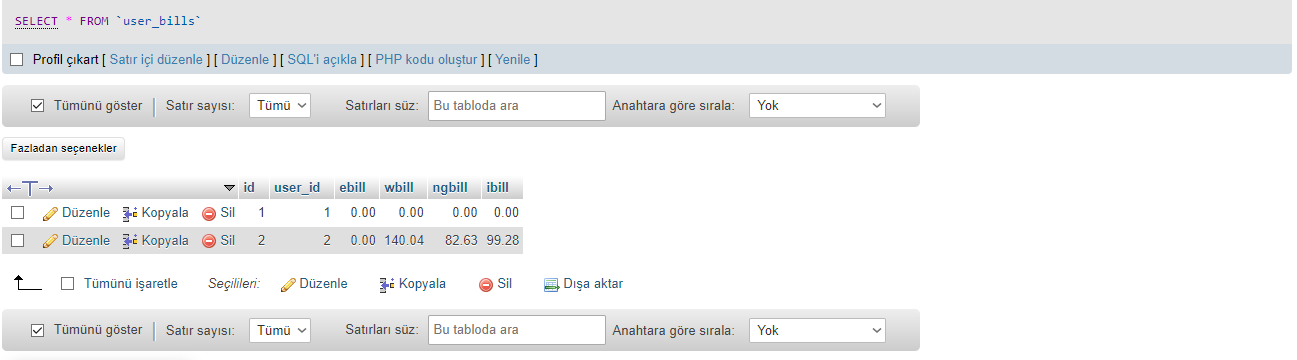 SELECT * FROM `user_bills`
Profil çıkart [ Satır içi düzenle ] [ Düzenle ] [ SQL'i açıkla ] [ PHP kodu oluştur ] [ Yenile ]
Tümünü göster Satır sayısı: Tümü Satırları süz: Bu tabloda ara Anahtara göre sırala: Yok
Fazladan seçenekler
id user_id ebill wbill ngbill ibill
Düzenle Kopyala Sil 1 1 0.00 0.00 0.00 0.00
Düzenle Kopyala Sil 2 2 0.00 140.04 82.63 99.28
Tümünü işaretle Seçilileri: Düzenle Kopyala Sil Dışa aktar
Tümünü göster Satır sayısı: Tümü Satırları süz: Bu tabloda ara Anahtara göre sırala: Yok